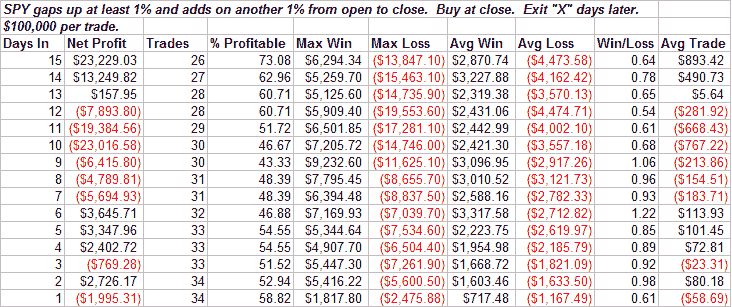 SPY gaps up at least 1% and adds on another 1% from open to close. Buy at close. Exit "X" days later.
$100,000 per trade.
Days In Net Profit Trades % Profitable Max Win Max Loss Avg Win Avg Loss Win/Loss Avg Trade
15 $23,229.03 26 73.08 $6,294.34 ($13,847.10) $2,870.74 ($4,473.58) 0.64 $893.42
14 $13,249.82 27 62.96 $5,259.70 ($15,463.10) $3,227.88 ($4,162.42) 0.78 $490.73
13 $157.95 28 60.71 $5,125.60 ($14,735.90) $2,319.38 ($3,570.13) 0.65 $5.64
12 ($7,893.80) 28 60.71 $5,909.40 ($19,553.60) $2,431.06 ($4,474.71) 0.54 ($281.92)
11 ($19,384.56) 29 51.72 $6,501.85 ($17,281.10) $2,442.99 ($4,002.10) 0.61 ($668.43)
10 ($23,016.58) 30 46.67 $7,205.72 ($14,746.00) $2,421.30 ($3,557.18) 0.68 ($767.22)
9 ($6,415.80) 30 43.33 $9,232.60 ($11,625.10) $3,096.95 ($2,917.26) 1.06 ($213.86)
8 ($4,789.81) 31 48.39 $7,795.45 ($8,655.70) $3,010.52 ($3,121.73) 0.96 ($154.51)
7 ($5,694.93) 31 48.39 $6,394.48 ($8,837.50) $2,588.16 ($2,782.33) 0.93 ($183.71)
6 $3,645.71 32 46.88 $7,169.93 ($7,039.70) $3,317.58 ($2,712.82) 1.22 $113.93
5 $3,347.96 33 54.55 $5,344.64 ($7,534.60) $2,223.75 ($2,619.97) 0.85 $101.45
4 $2,402.72 33 54.55 $4,907.70 ($6,504.40) $1,954.98 ($2,185.79) 0.89 $72.81
3 ($769.28) 33 51.52 $5,447.30 ($7,261.90) $1,668.72 ($1,821.09) 0.92 ($23.31)
2 $2,726.17 34 52.94 $5,416.22 ($5,600.50) $1,603.46 ($1,633.50) 0.98 $80.18
1 ($1,995.31) 34 58.82 $1,817.80 ($2,475.88) $717.48 ($1,167.49) 0.61 ($58.69)